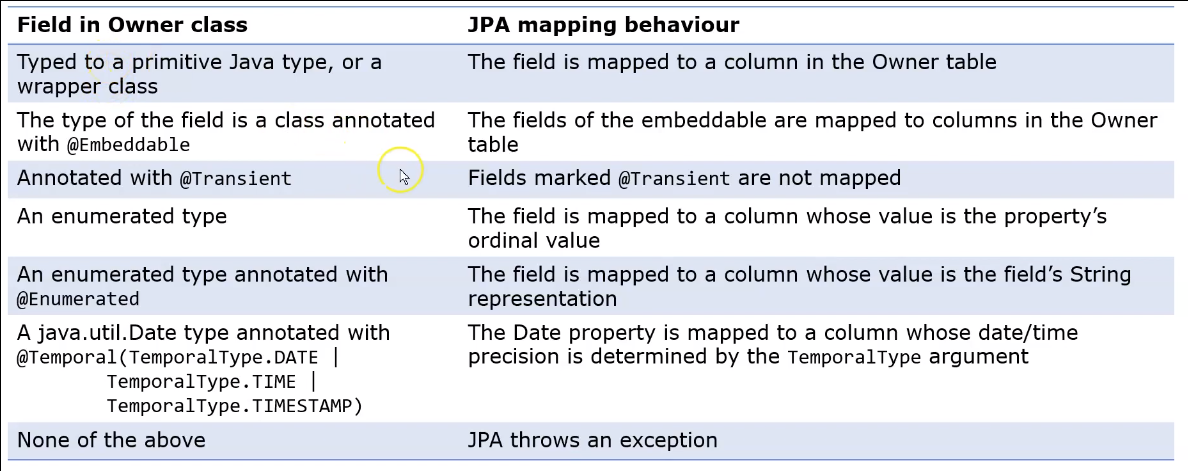 Field in Owner class
JPA mapping behaviour
Typed to a primitive Java type, or a
wrapper class
The field is mapped to a column in the Owner table
The type of the field is a class annotated
with @Embeddable
The fields of the embeddable are mapped to columns in the Owner
table
Annotated with @Transient
Fields marked @Transient are not mapped
An enumerated type
The field is mapped to a column whose value is the property’s
ordinal value
An enumerated type annotated with
@Enumerated
The field is mapped to a column whose value is the field’s String
representation
A java.util.Date type annotated with
@Temporal(TemporalType.DATE |
TemporalType.TIME |
TemporalType.TIMESTAMP)
The Date property is mapped to a column whose date/time
precision is determined by the TemporalType argument
None of the above
JPA throws an exception